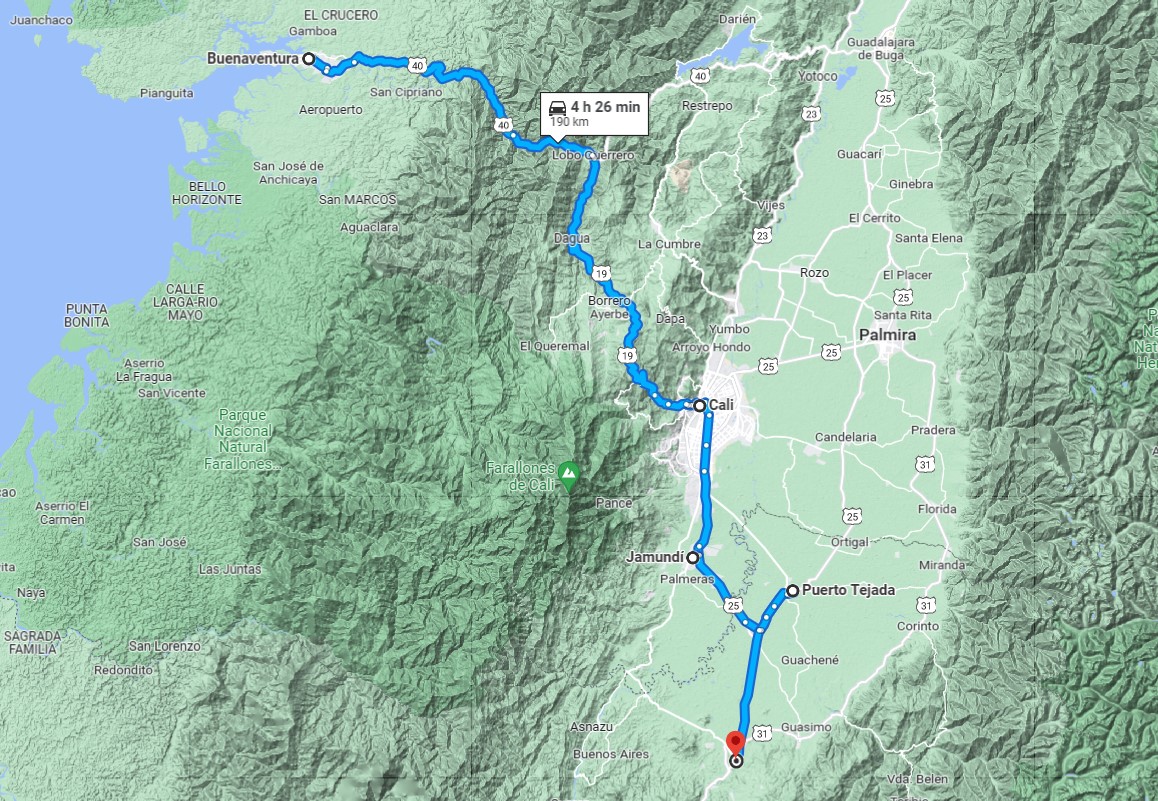 Juanchaco
EL CRUCERO
Gamboa
Darién
Guadalajara
de Buga
Buenaventura
40
San Cipriano
40
Yotoco
Pianguita
Aeropuerto
4 h 26 min
190 km
Restrepo
25
23
40
Lobo Guerrero
Guacarí
San José de
Anchicaya
BELLO
HORIZONTE
San MARCOS
Ginebra
Vijes
Aguaclara
El Cerrito
Dagua
La Cumbre
23
Santa Elena
19
Rozo
El Placer
CALLE
LARGA-RIO
MAYO
PUNTA
BONITA
Borrero
Ayerbe
25
Dapa
Santa Rita
Yumbo
Palmira
El Queremal
Arroyo Hondo
19
25
25
Aserrio
La Fragua
San Vicente
Cali
Parque
Nacional
Natural
Farallones...
Pradera
Candelaria
Farallones
de Cali
31
Pance
Aserrio El
Carmen
Florida
25
San José
Ortigal
Jamundí
Miranda
Las Juntas
Palmeras
Puerto Tejada
Naya
25
31
Corinto
SAGRADA
FAMILIA
San Lorenzo
Redondito
Guachené
Asnazu
31
Guasimo
Buenos Aires
Vda. Belén